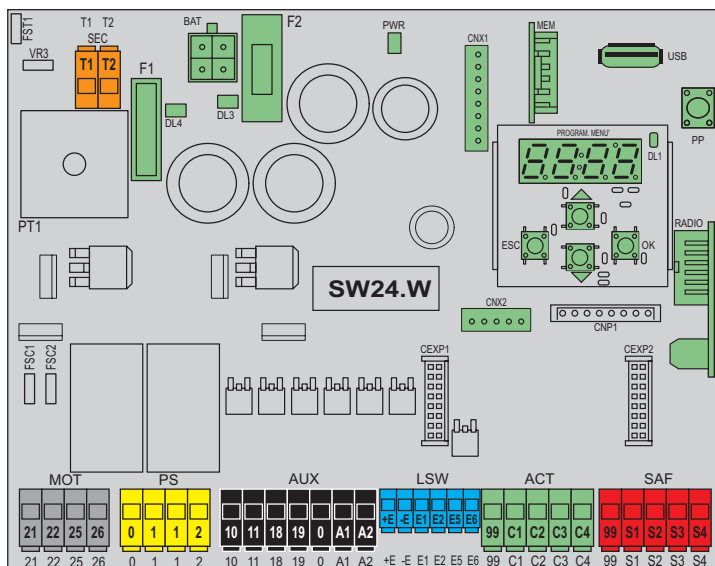 FST1
VR3
T1 T2
SEC
T1 T2
F1
BAT
F2
DL4
DL3
PWR
CNX1
MEM
USB
PP
PROGRAM. MENU'
DL1
8.8.:8.8.
ESC
OK
RADIO
PT1
SW24.W
CNX2
CNP1
FSC1
FSC2
CEXP1
CEXP2
MOT PS AUX LSW ACT SAF
21 22 25 26 0 1 1 2 10 11 18 19 0 A1 A2 +E -E E1 E2 E5 E6 99 C1 C2 C3 C4 99 S1 S2 S3 S4
21 22 25 26 0 1 1 2 10 11 18 19 0 A1 A2 +E -E E1 E2 E5 E6 99 C1 C2 C3 C4 99 S1 S2 S3 S4